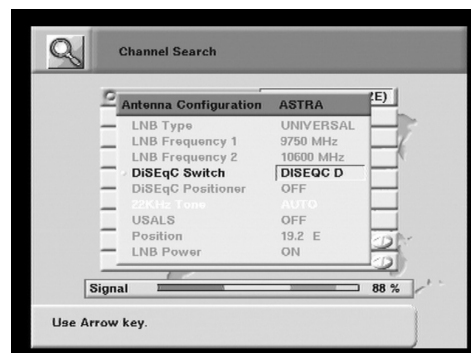 Channel Search
2E)
Antenna Configuration ASTRA
LNB Type UNIVERSAL
LNB Frequency 1 9750 MHz
LNB Frequency 2 10600 MHz
DiSEqC Switch DISEQC D
DiSEqC Positioner OFF
22KHz Tone AUTO
USALS OFF
Position 19.2 E
LNB Power ON
Signal 88 %
Use Arrow key.